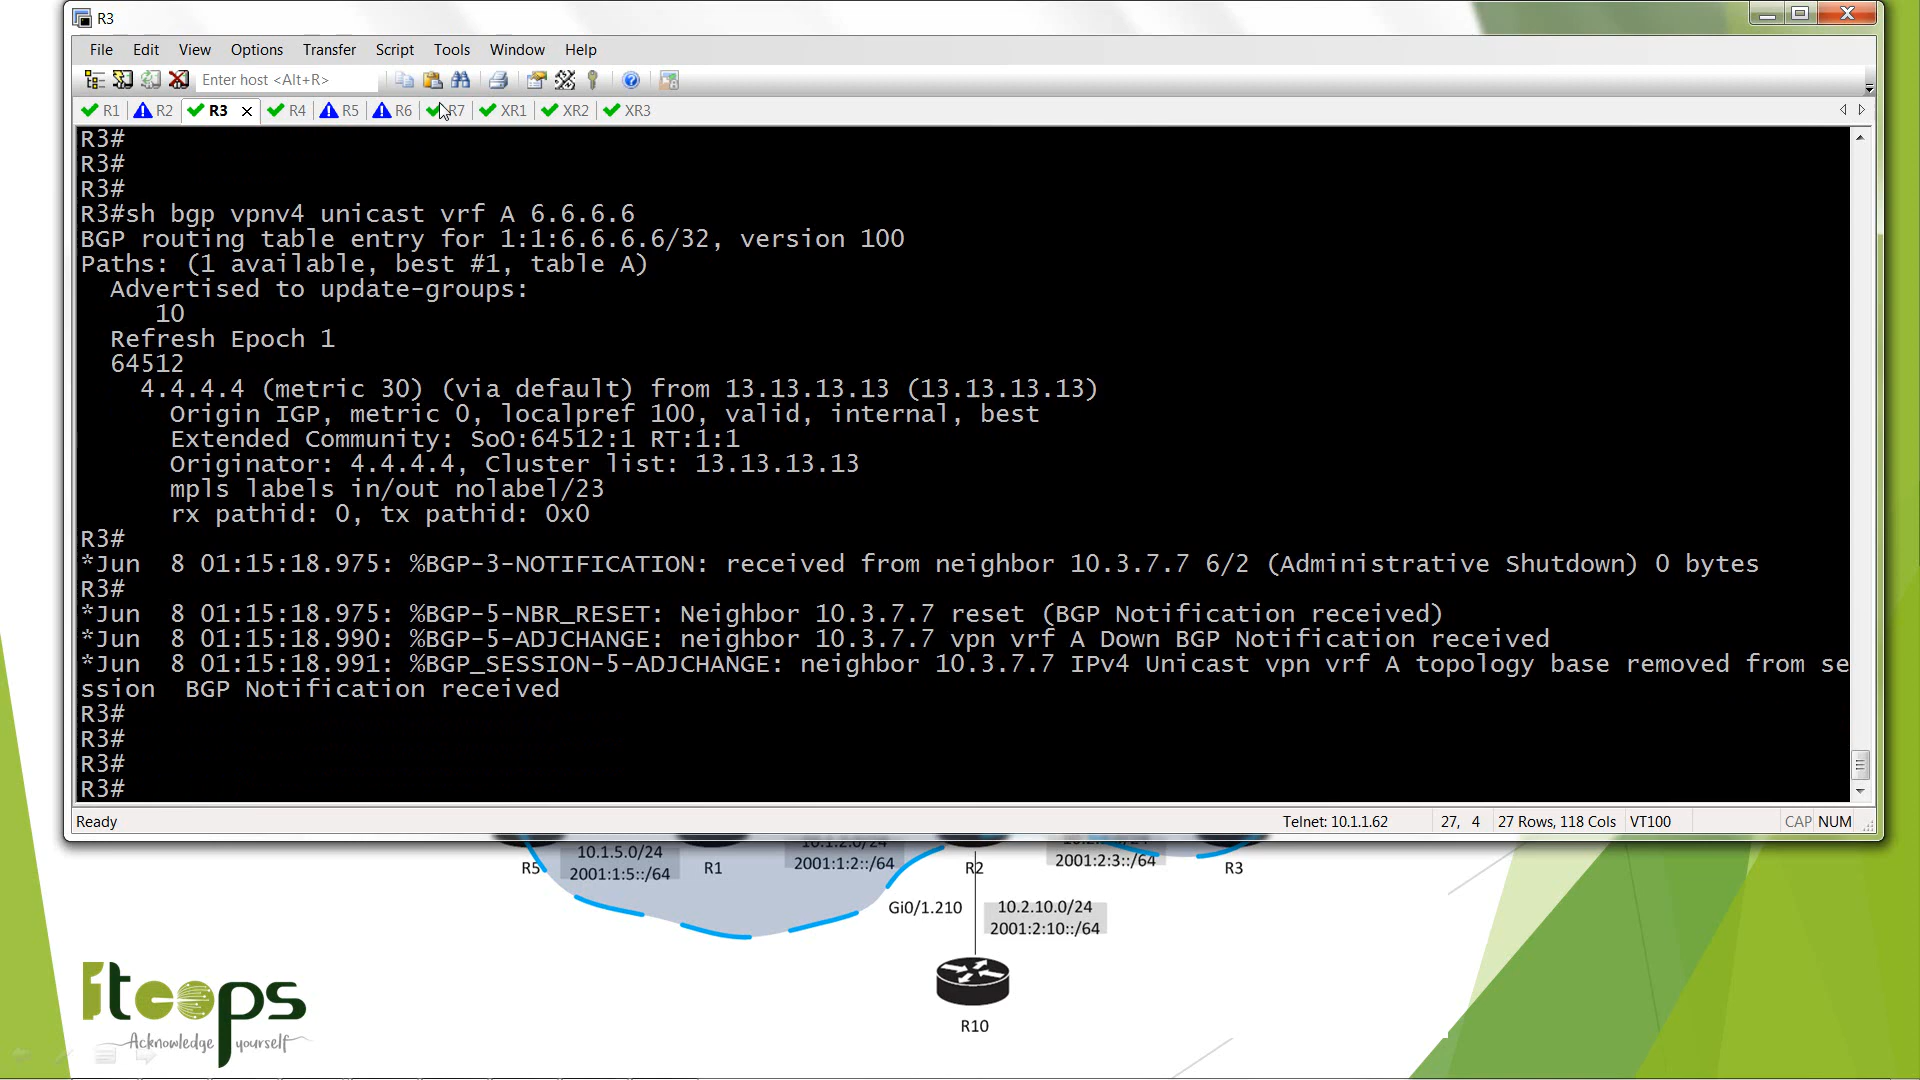 R3
File Edit View Options Transfer Script Tools Window Help
Enter host <Alt+R>
R1 R2 R3 R4 R5 R6 R7 XR1 XR2 XR3
R3#
R3#
R3#
R3#sh bgp vpnv4 unicast vrf A 6.6.6.6
BGP routing table entry for 1:1:6.6.6.6/32, version 100
Paths: (1 available, best #1, table A)
Advertised to update-groups:
10
Refresh Epoch 1
64512
4.4.4.4 (metric 30) (via default) from 13.13.13.13 (13.13.13.13)
Origin IGP, metric 0, localpref 100, valid, internal, best
Extended Community: SoO:64512:1 RT:1:1
Originator: 4.4.4.4, Cluster list: 13.13.13.13
mpls labels in/out nolabel/23
rx pathid: 0, tx pathid: 0x0
R3#
*Jun  8 01:15:18.975: %BGP-3-NOTIFICATION: received from neighbor 10.3.7.7 6/2 (Administrative Shutdown) 0 bytes
R3#
*Jun  8 01:15:18.975: %BGP-5-NBR_RESET: Neighbor 10.3.7.7 reset (BGP Notification received)
*Jun  8 01:15:18.990: %BGP-5-ADJCHANGE: neighbor 10.3.7.7 vpn vrf A Down BGP Notification received
*Jun  8 01:15:18.991: %BGP_SESSION-5-ADJCHANGE: neighbor 10.3.7.7 IPv4 Unicast vpn vrf A topology base removed from se
ssion  BGP Notification received
R3#
R3#
R3#
R3#
Ready Telnet: 10.1.1.62 27, 4 27 Rows, 118 Cols VT100 CAP NUM
10.1.5.0/24
2001:1:5::/64
10.1.2.0/24
2001:1:2::/64
2001:2:3::/64
R5 R1 R2 R3
Gi0/1.210
10.2.10.0/24
2001:2:10::/64
R10
itcops
Acknowledge yourself